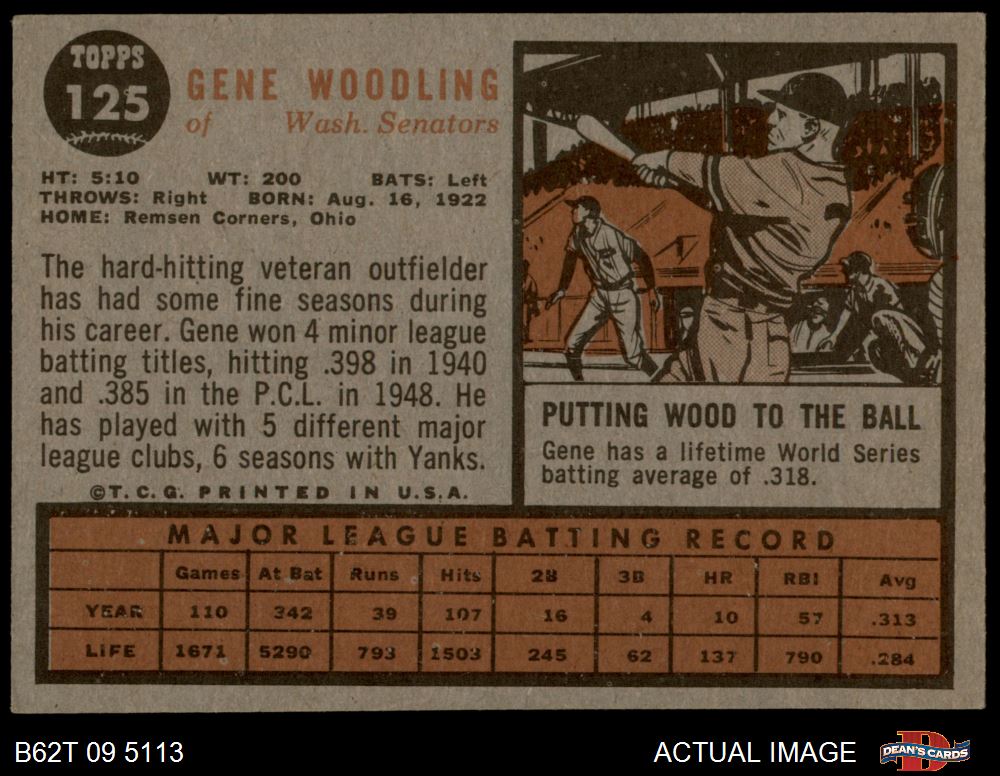 TOPPS
125
GENE WOODLING
of Wash. Senators
HT: 5:10 WT: 200 BATS: Left
THROWS: Right BORN: Aug. 16, 1922
HOME: Remsen Corners, Ohio
The hard-hitting veteran outfielder
has had some fine seasons during
his career. Gene won 4 minor league
batting titles, hitting .398 in 1940
and .385 in the P.C.L. in 1948. He
has played with 5 different major
league clubs, 6 seasons with Yanks.
©T.C.G. PRINTED IN U.S.A.
PUTTING WOOD TO THE BALL
Gene has a lifetime World Series
batting average of .318.
MAJOR LEAGUE BATTING RECORD
Games At Bat Runs Hits 2B 3B HR RBI Avg
YEAR 110 342 39 107 16 4 10 57 .313
LIFE 1671 5290 793 1503 245 62 137 790 .284
B62T 09 5113
ACTUAL IMAGE
D
DEAN'S CARDS